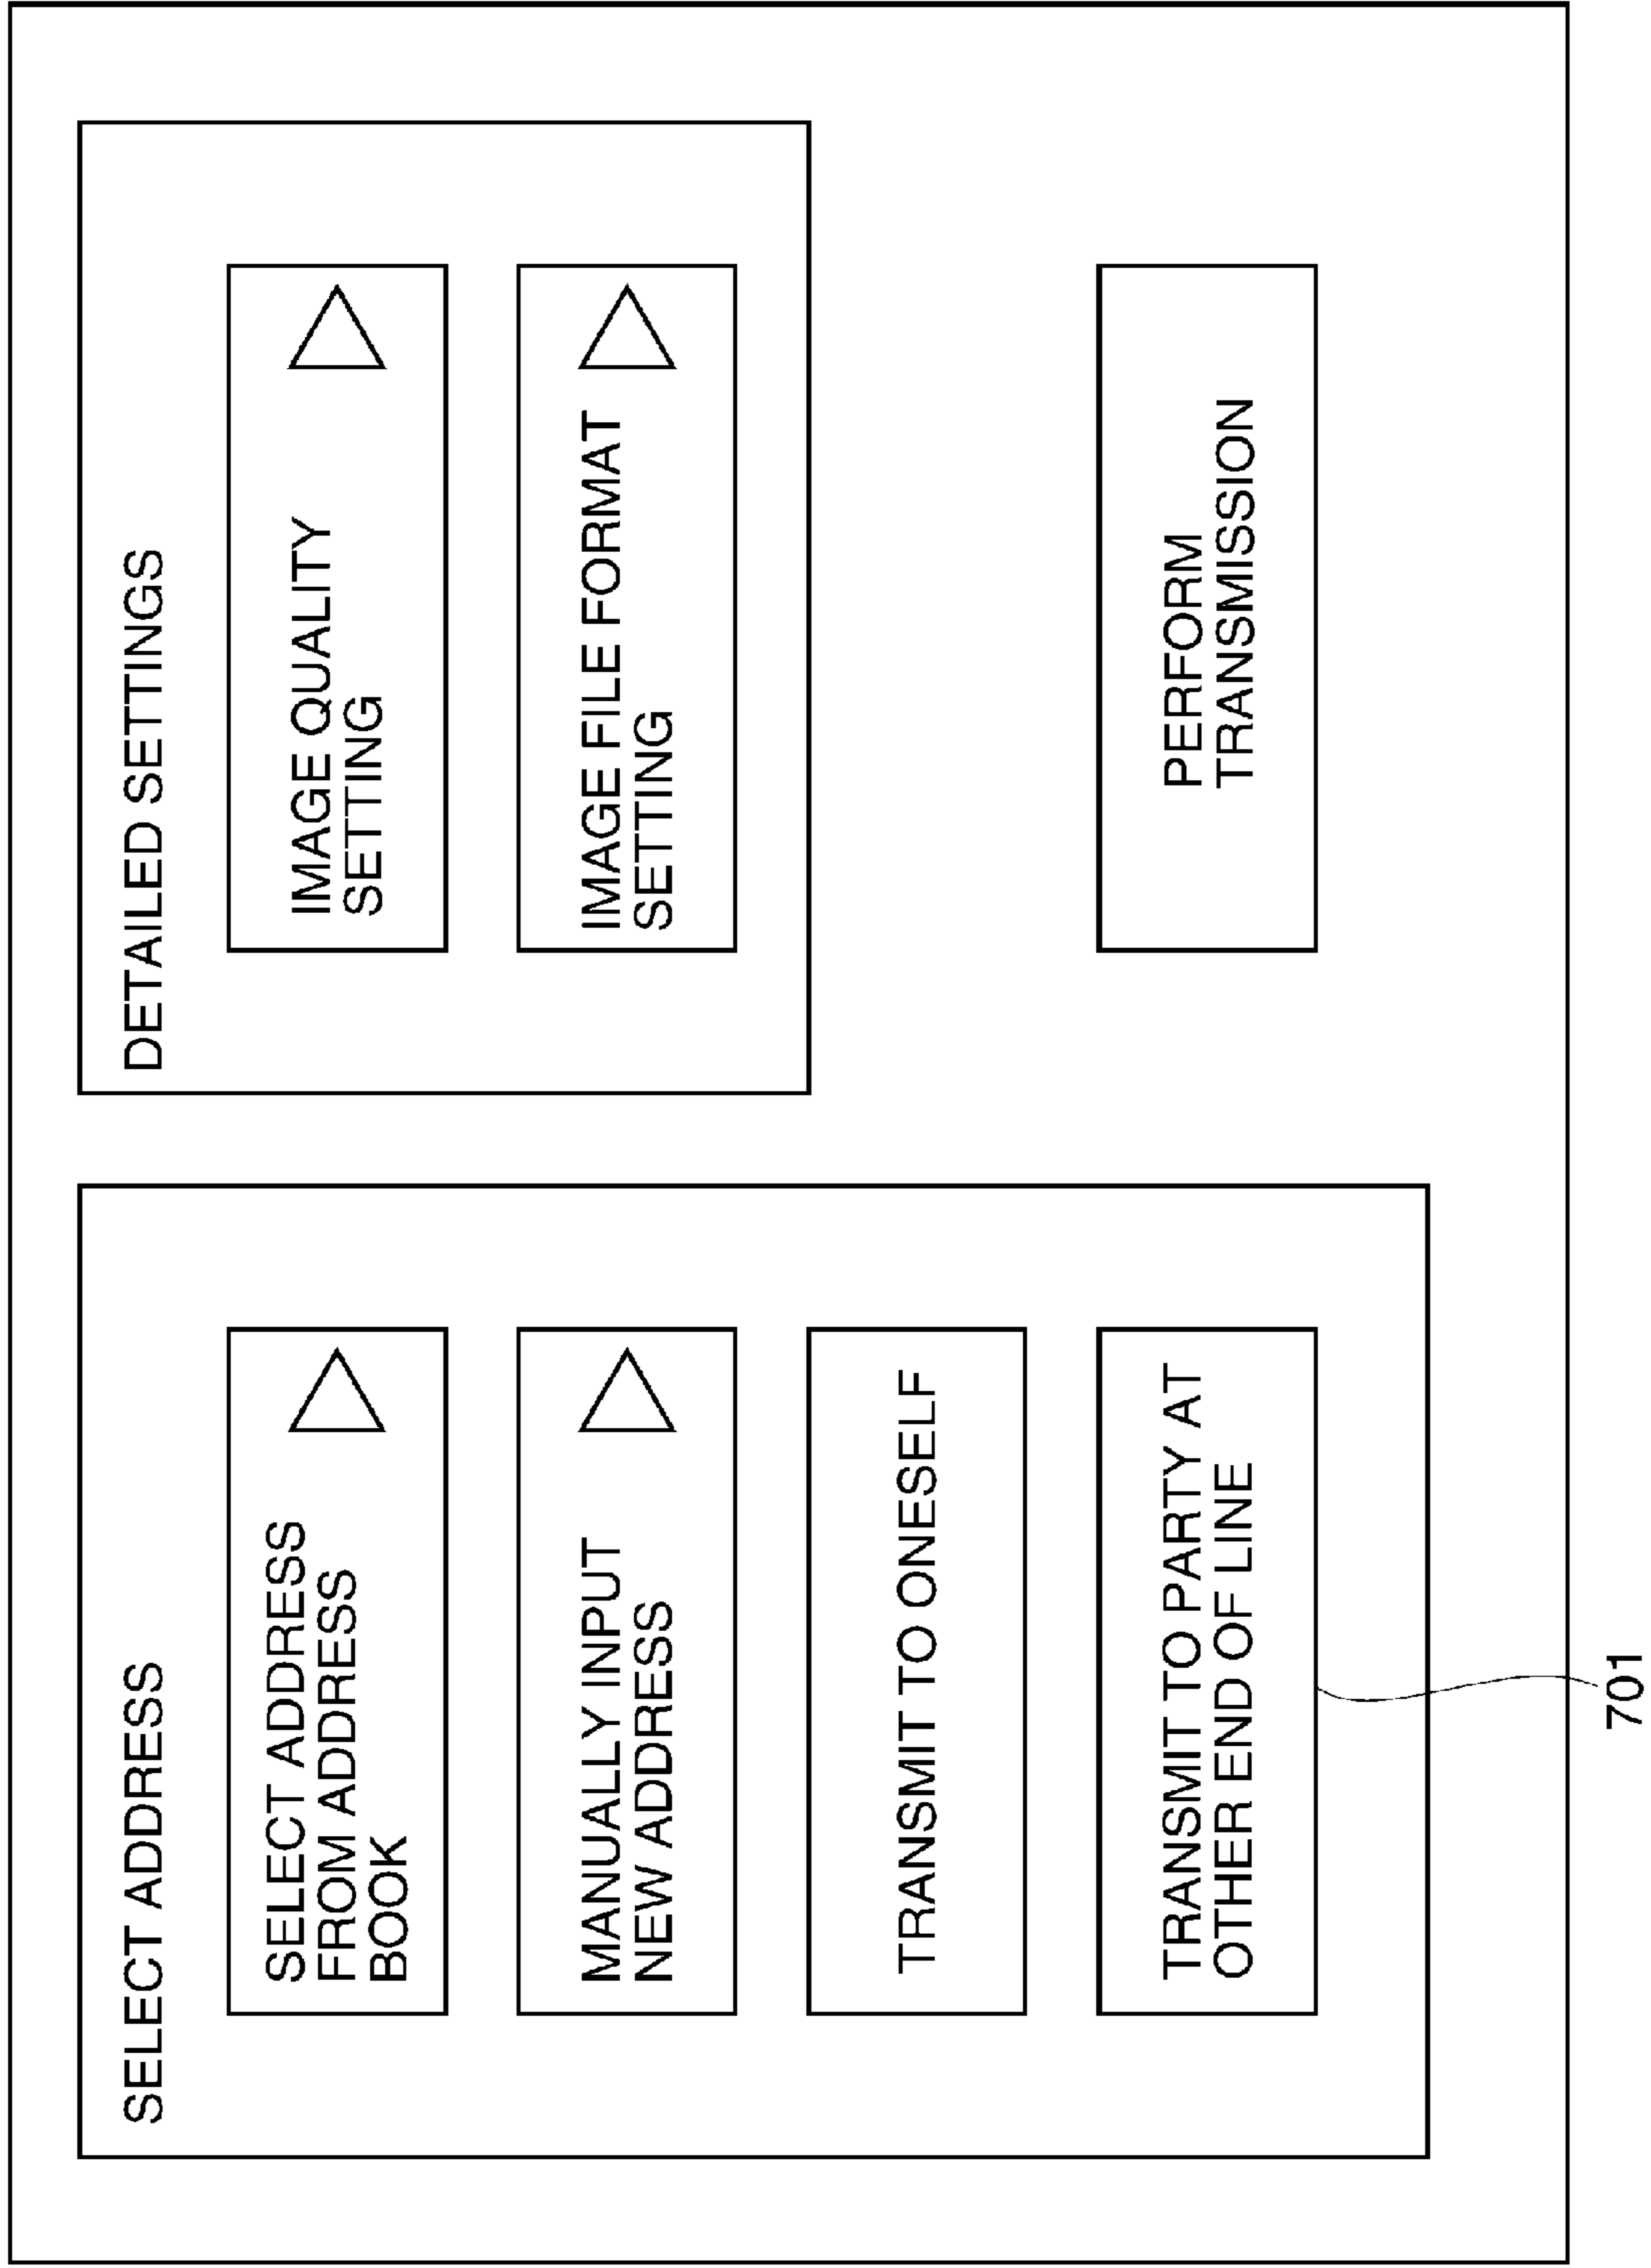 SELECT ADDRESS
SELECT ADDRESS
FROM ADDRESS
BOOK
MANUALLY INPUT
NEW ADDRESS
TRANSMIT TO ONESELF
TRANSMIT TO PARTY AT
OTHER END OF LINE
701
DETAILED SETTINGS
IMAGE QUALITY
SETTING
IMAGE FILE FORMAT
SETTING
PERFORM
TRANSMISSION